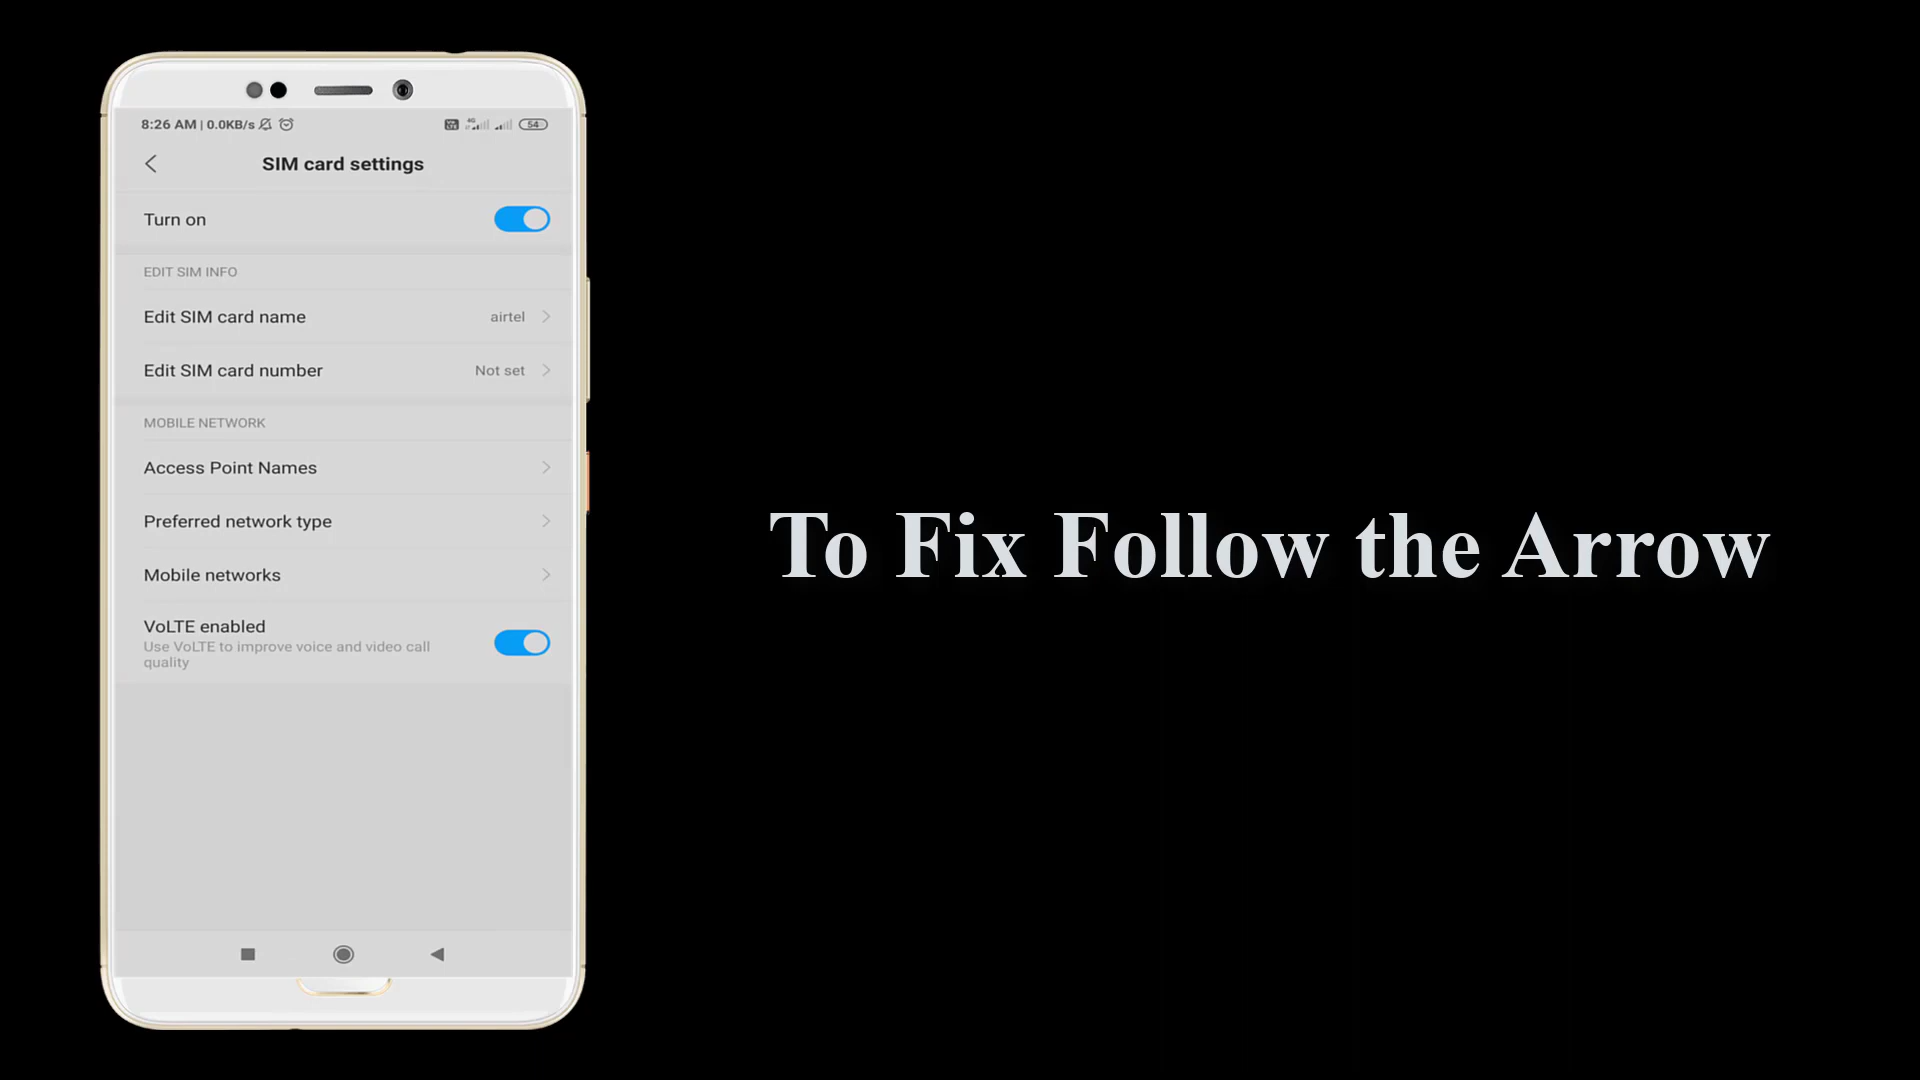 8:26 AM | 0.0KB/s 4G 54
SIM card settings
Turn on
EDIT SIM INFO
Edit SIM card name airtel
Edit SIM card number Not set
MOBILE NETWORK
Access Point Names
Preferred network type
Mobile networks
VoLTE enabled
Use VoLTE to improve voice and video call
quality
To Fix Follow the Arrow